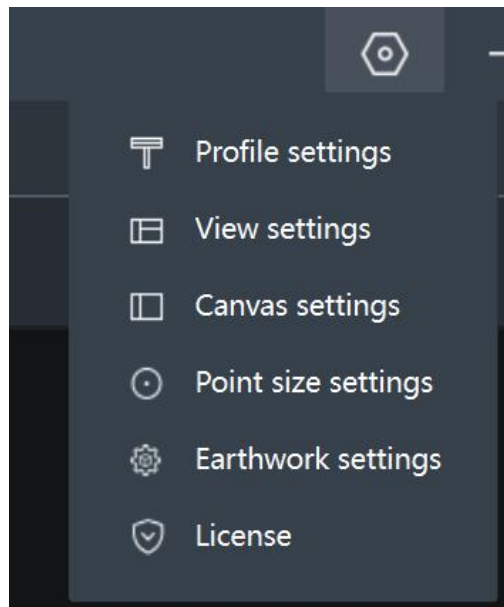 Profile settings
View settings
Canvas settings
Point size settings
Earthwork settings
License